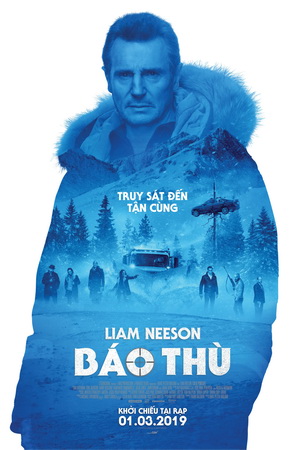 TRUY SÁT ĐẾN
TẬN CÙNG
LIAM NEESON
BÁO THÙ
KHỞI CHIẾU TẠI RẠP
01.03.2019